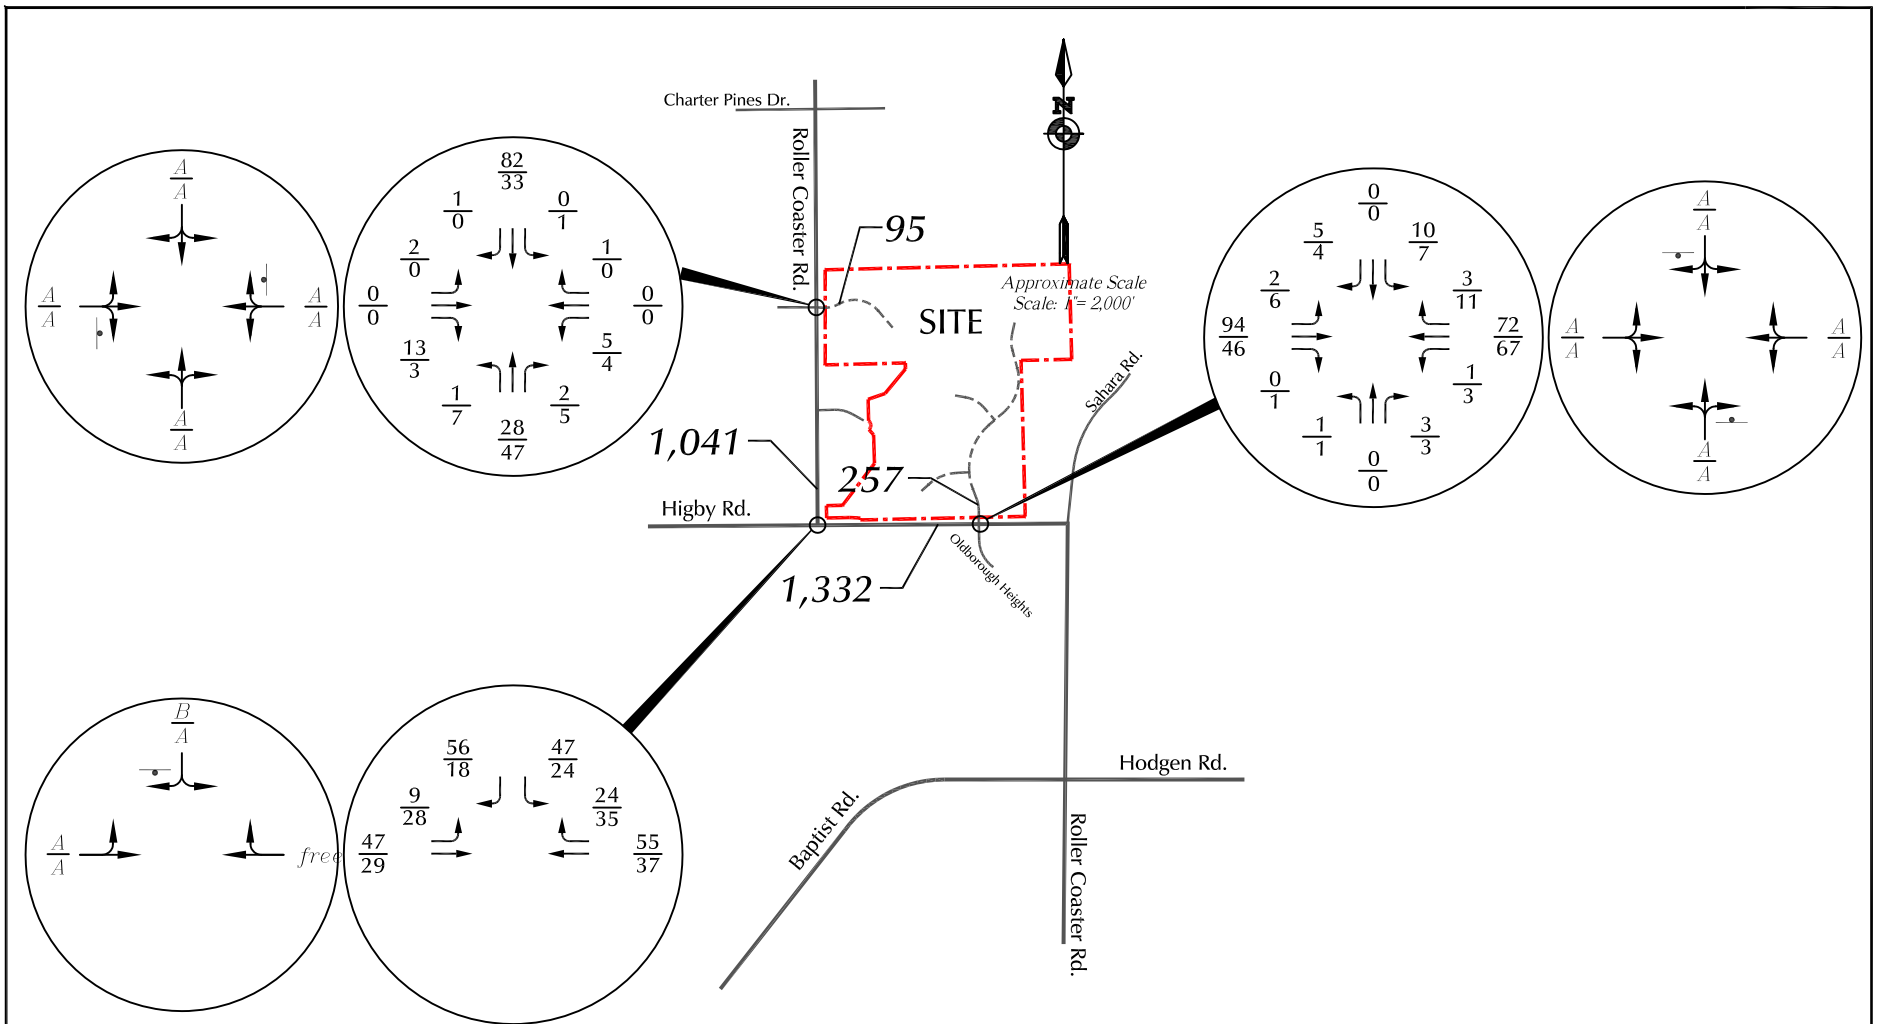 Charter Pines Dr.
Roller Coaster Rd.
N
95
Approximate Scale
Scale: 1"= 2,000'
SITE
Sahara Rd.
1,041
257
Higby Rd.
Oldborough Heights
1,332
Hodgen Rd.
Baptist Rd.
Roller Coaster Rd.
A
A
A
A
A
A
A
A
82
33
1
0
0
1
2
0
1
0
0
0
0
0
13
3
5
4
1
7
2
5
28
47
0
0
5
4
10
7
2
6
3
11
94
46
72
67
0
1
1
3
1
1
3
3
0
0
A
A
A
A
A
A
A
A
B
A
A
A
free
56
18
47
24
9
28
24
35
47
29
55
37